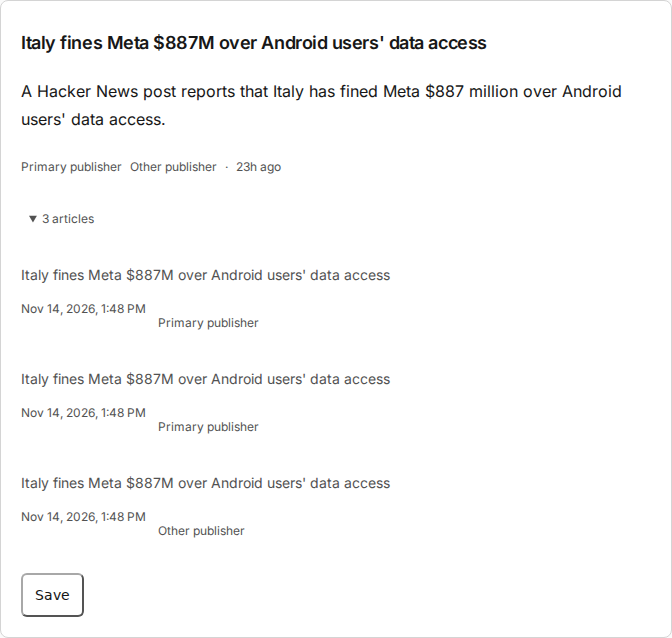 Italy fines Meta $887M over Android users' data access
A Hacker News post reports that Italy has fined Meta $887 million over Android
users' data access.
Primary publisher Other publisher · 23h ago
▼ 3 articles
Italy fines Meta $887M over Android users' data access
Nov 14, 2026, 1:48 PM
Primary publisher
Italy fines Meta $887M over Android users' data access
Nov 14, 2026, 1:48 PM
Primary publisher
Italy fines Meta $887M over Android users' data access
Nov 14, 2026, 1:48 PM
Other publisher
Save